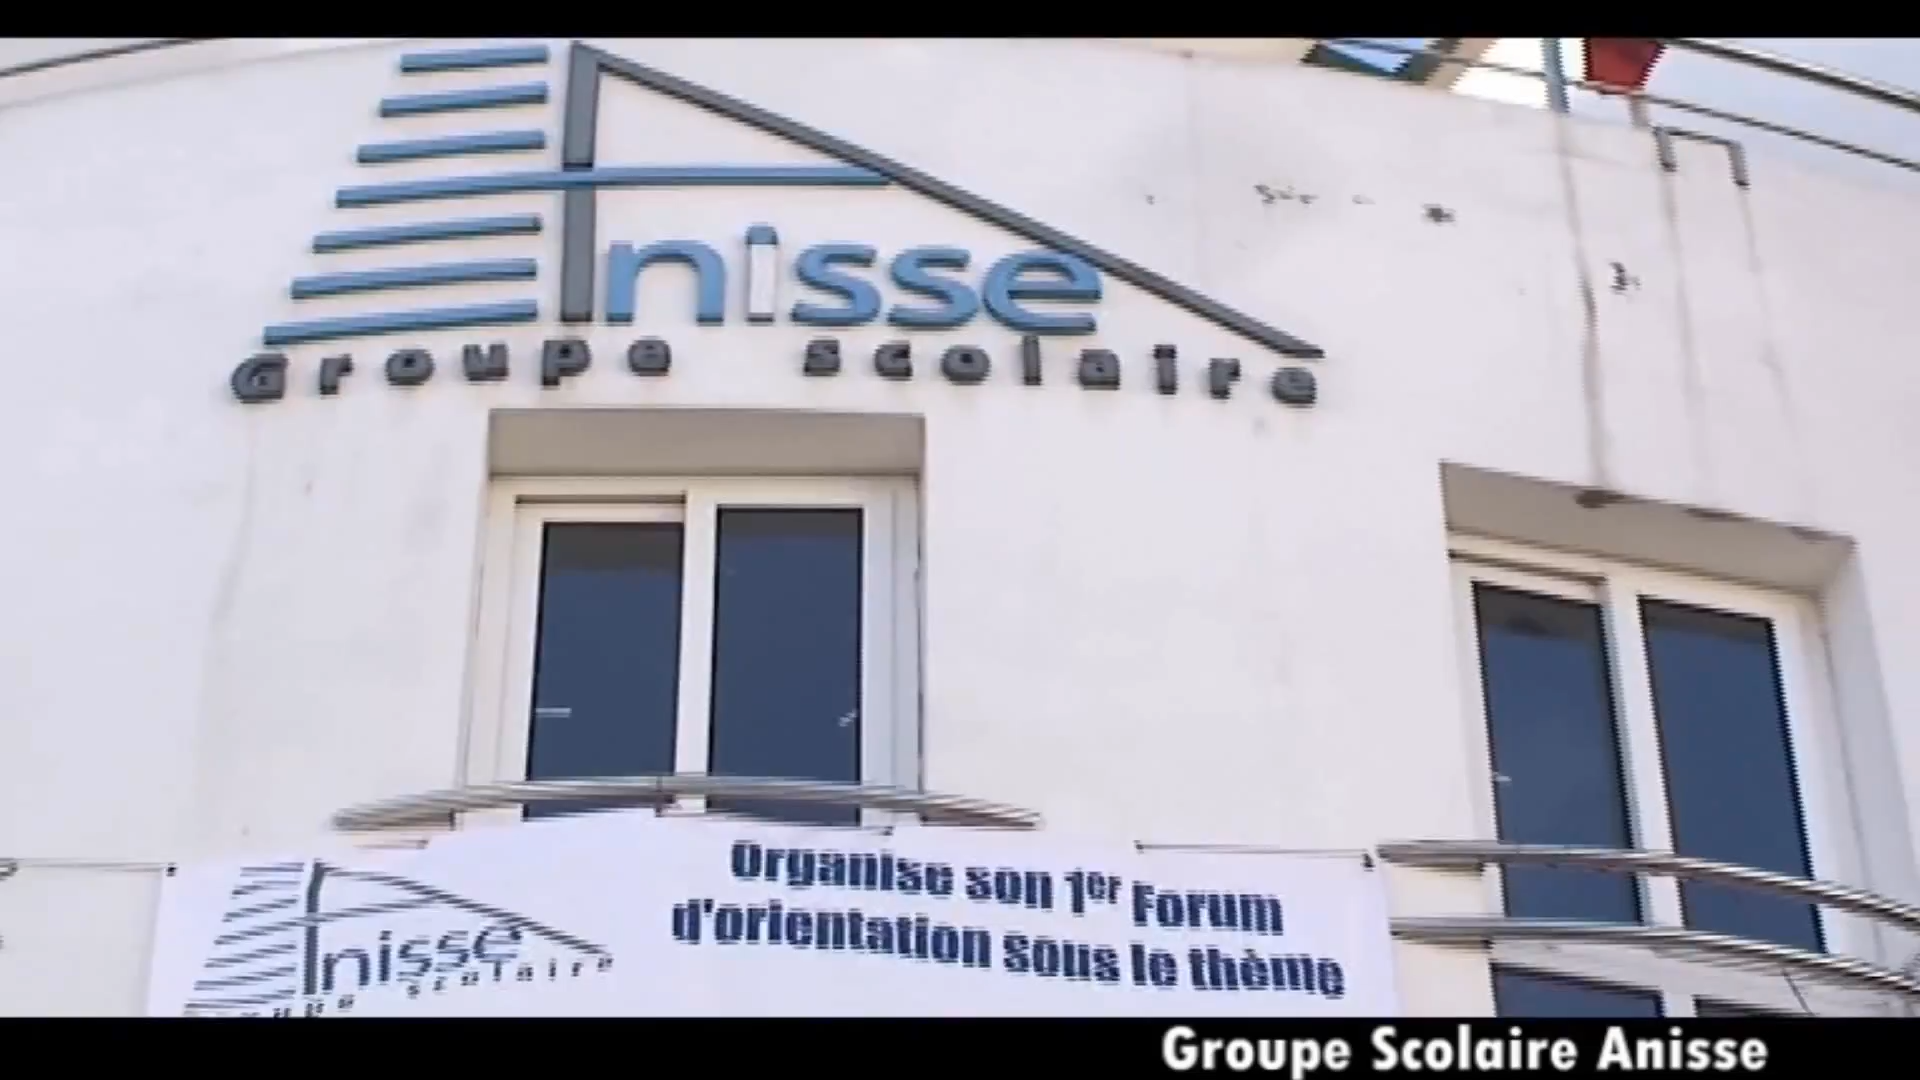 Anisse
Groupe scolaire
Organise son 1er Forum
d'orientation sous le thème
Anisse
scolaire
Groupe Scolaire Anisse